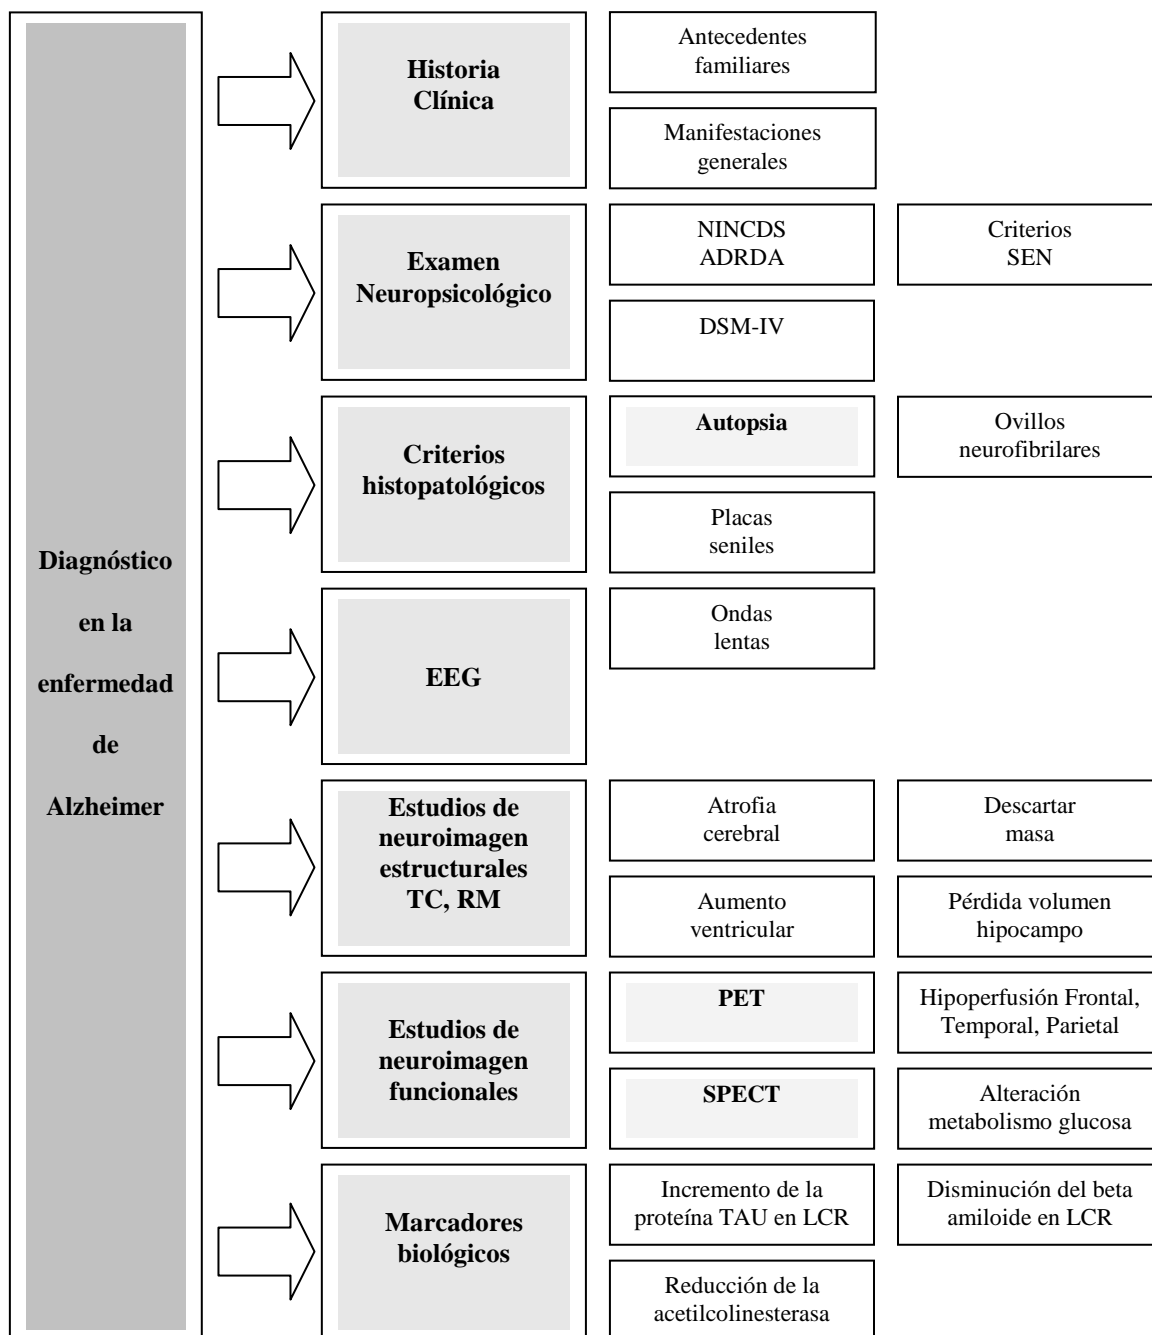 Diagnóstico
en la
enfermedad
de
Alzheimer
Historia
Clínica
Antecedentes
familiares
Manifestaciones
generales
Examen
Neuropsicológico
NINCDS
ADRDA
Criterios
SEN
DSM-IV
Criterios
histopatológicos
Autopsia
Ovillos
neurofibrilares
Placas
seniles
EEG
Ondas
lentas
Estudios de
neuroimagen
estructurales
TC, RM
Atrofia
cerebral
Descartar
masa
Aumento
ventricular
Pérdida volumen
hipocampo
Estudios de
neuroimagen
funcionales
PET
Hipoperfusión Frontal,
Temporal, Parietal
SPECT
Alteración
metabolismo glucosa
Marcadores
biológicos
Incremento de la
proteína TAU en LCR
Disminución del beta
amiloide en LCR
Reducción de la
acetilcolinesterasa